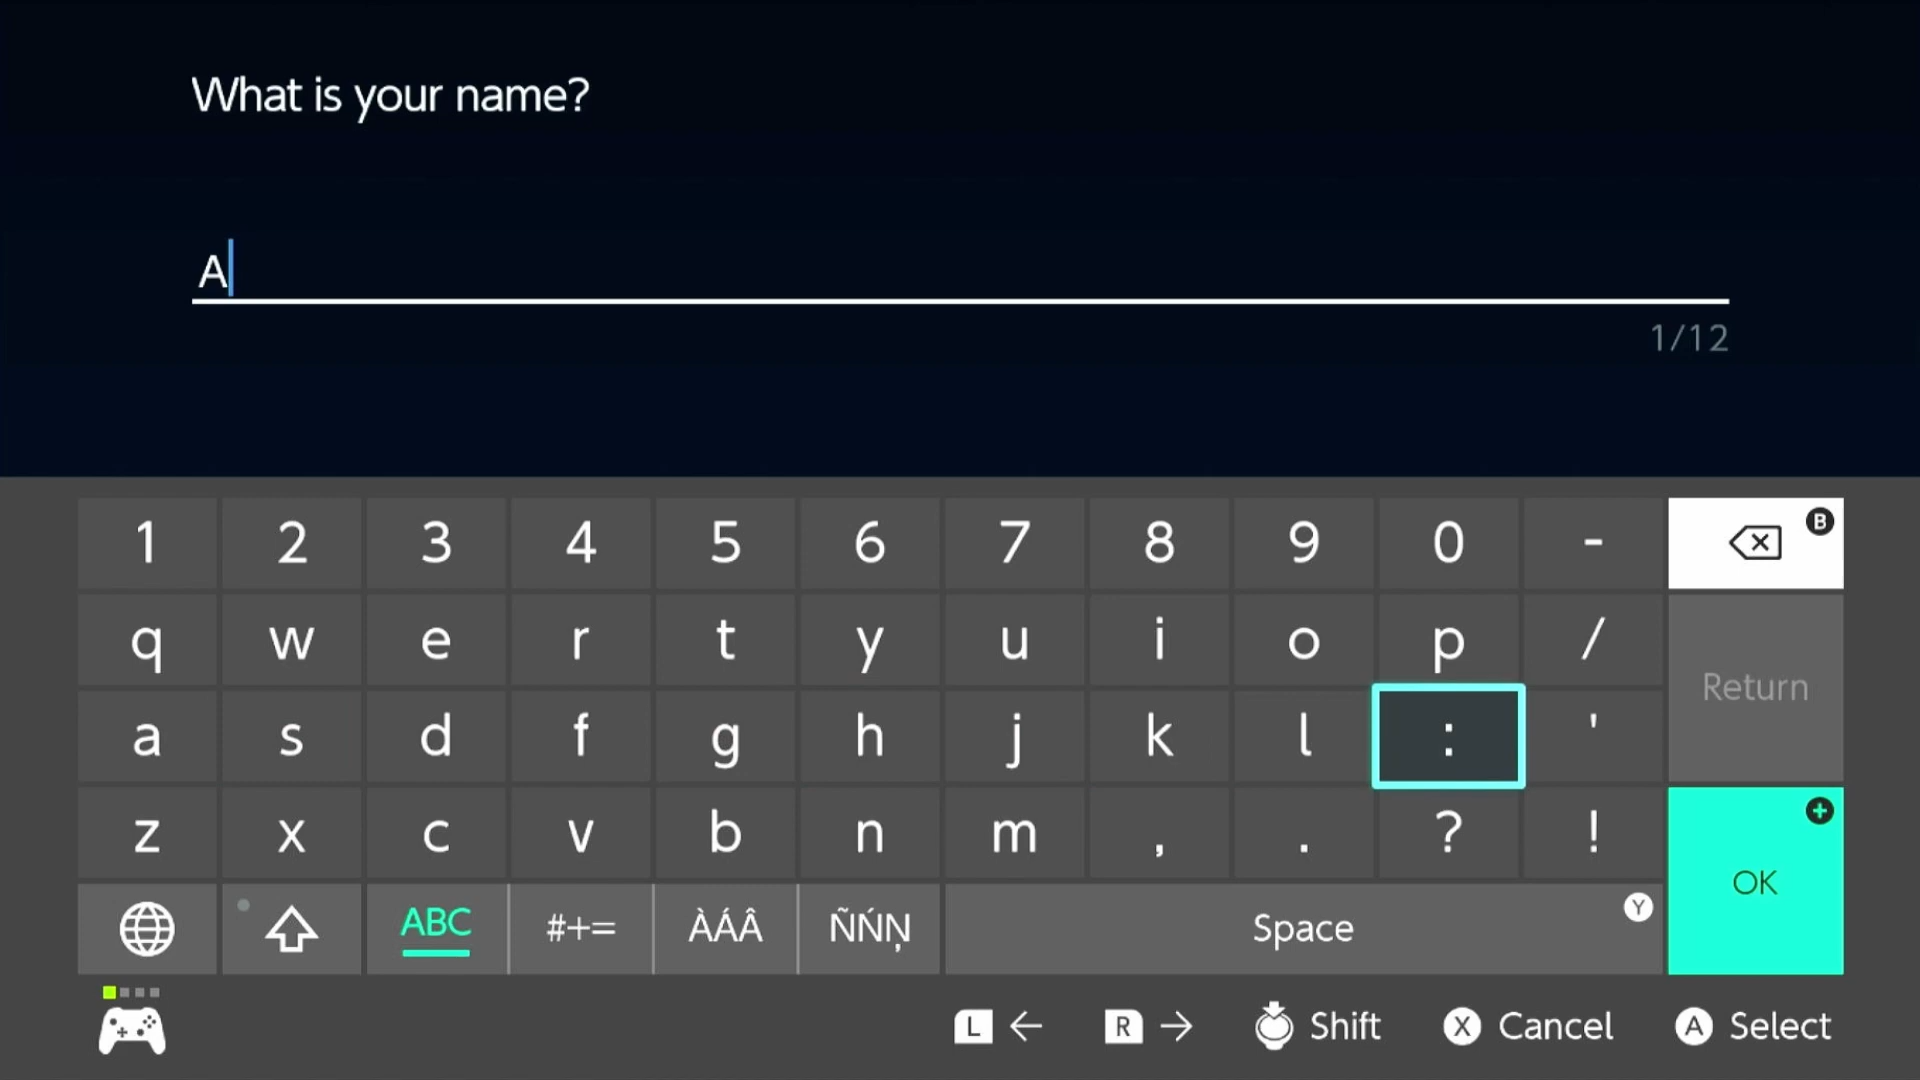 What is your name?
A
1/12
1 2 3 4 5 6 7 8 9 0 - B
q w e r t y u i o p /
Return
a s d f g h j k l : '
z x c v b n m , . ? ! +
OK
ABC #+= ÀÁÂ ÑŃŅ Space Y
L ← R → Shift X Cancel A Select